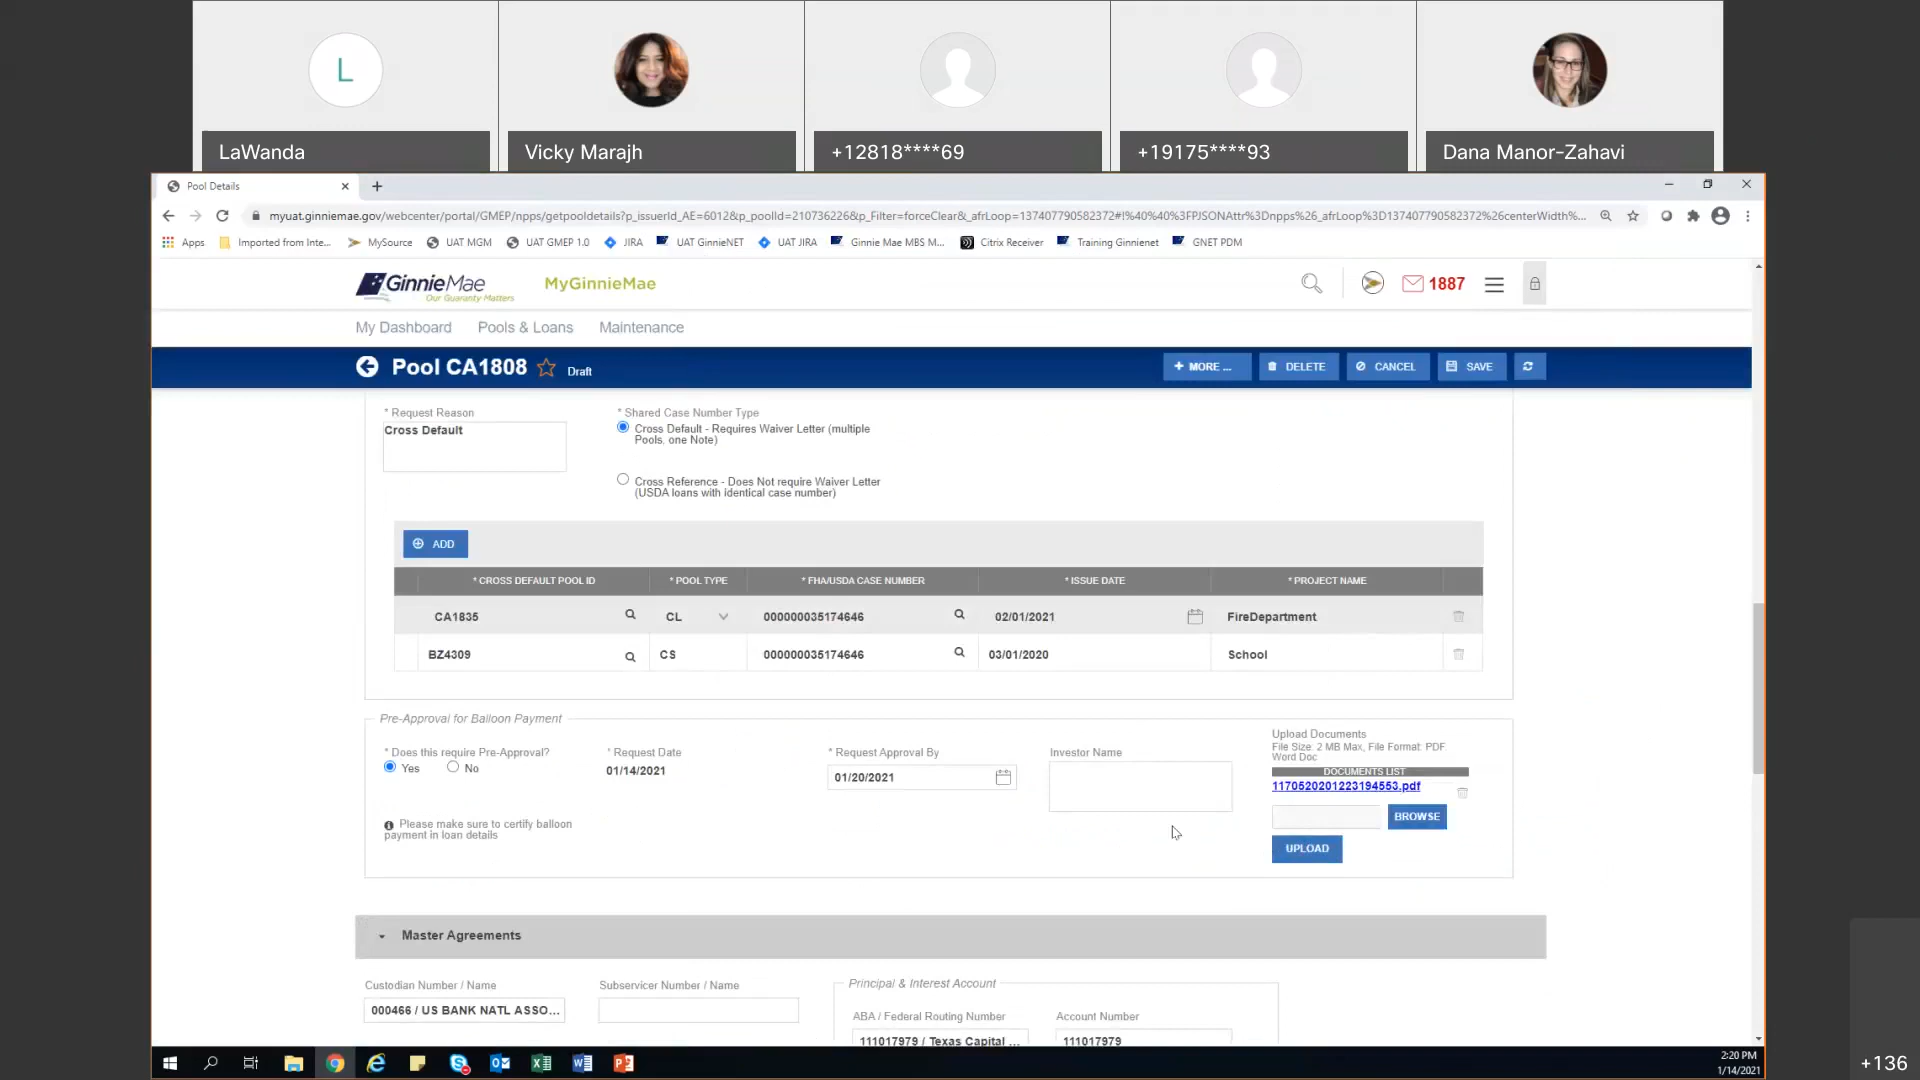 L
LaWanda
Vicky Marajh
+12818****69
+19175****93
Dana Manor-Zahavi
Pool Details
myuat.ginniemae.gov/webcenter/portal/GMEP/npps/getpooldetails?p_issuerId_AE=6012&p_poolId=210736226&p_Filter=forceClear&_afrLoop=137407790582372#!%40%40%3FPJSONAttr%3Dnpps%26_afrLoop%3D137407790582372%26centerWidth%...
Apps Imported from Inte... MySource UAT MGM UAT GMEP 1.0 JIRA UAT GinnieNET UAT JIRA Ginnie Mae MBS M... Citrix Receiver Training Ginnienet GNET PDM
GinnieMae
Our Guaranty Matters
MyGinnieMae
1887
My Dashboard Pools & Loans Maintenance
Pool CA1808 Draft
+ MORE ... DELETE CANCEL SAVE
* Request Reason
Cross Default
* Shared Case Number Type
Cross Default - Requires Waiver Letter (multiple
Pools, one Note)
Cross Reference - Does Not require Waiver Letter
(USDA loans with identical case number)
ADD
* CROSS DEFAULT POOL ID * POOL TYPE * FHA/USDA CASE NUMBER * ISSUE DATE * PROJECT NAME
CA1835 CL 000000035174646 02/01/2021 FireDepartment
BZ4309 CS 000000035174646 03/01/2020 School
Pre-Approval for Balloon Payment
* Does this require Pre-Approval?
Yes No
* Request Date
01/14/2021
* Request Approval By
01/20/2021
Investor Name
Upload Documents
File Size: 2 MB Max, File Format: PDF
Word Doc
DOCUMENTS LIST
1170520201223194553.pdf
BROWSE
UPLOAD
Please make sure to certify balloon
payment in loan details
Master Agreements
Custodian Number / Name
000466 / US BANK NATL ASSO...
Subservicer Number / Name
Principal & Interest Account
ABA / Federal Routing Number
111017979 / Texas Capital ...
Account Number
111017979
2:20 PM
1/14/2021
+136